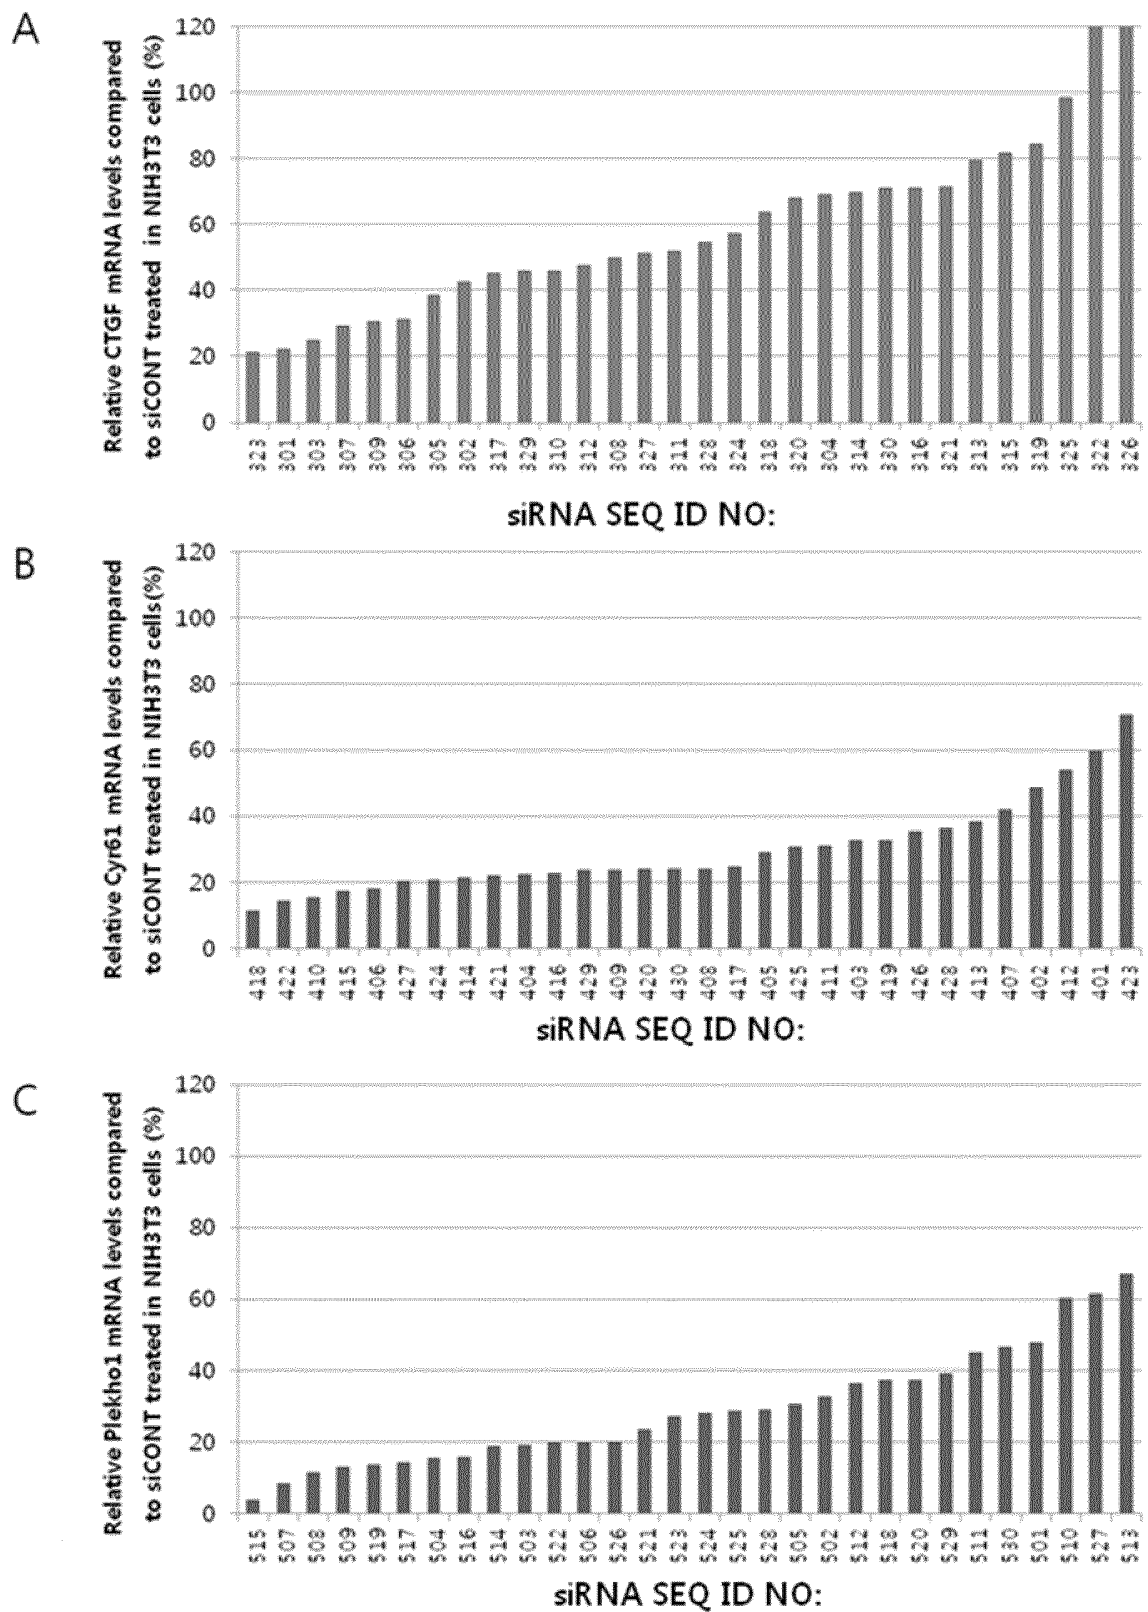 A
Relative CTGF mRNA levels compared
to siCONT treated in NIH3T3 cells (%)
120
100
80
60
40
20
0
323 301 303 307 309 306 305 302 317 329 310 312 308 327 311 328 324 318 320 304 314 330 316 321 313 315 319 325 322 326
siRNA SEQ ID NO:
B
Relative Cyr61 mRNA levels compared
to siCONT treated in NIH3T3 cells(%)
120
100
80
60
40
20
0
418 422 410 415 406 427 424 414 421 404 416 429 409 420 430 408 417 405 425 411 403 419 426 428 413 407 402 412 401 423
siRNA SEQ ID NO:
C
Relative Plekho1 mRNA levels compared
to siCONT treated in NIH3T3 cells (%)
120
100
80
60
40
20
0
515 507 508 509 519 517 504 516 514 503 522 506 526 521 523 524 525 528 505 502 512 518 520 529 511 530 501 510 527 513
siRNA SEQ ID NO: